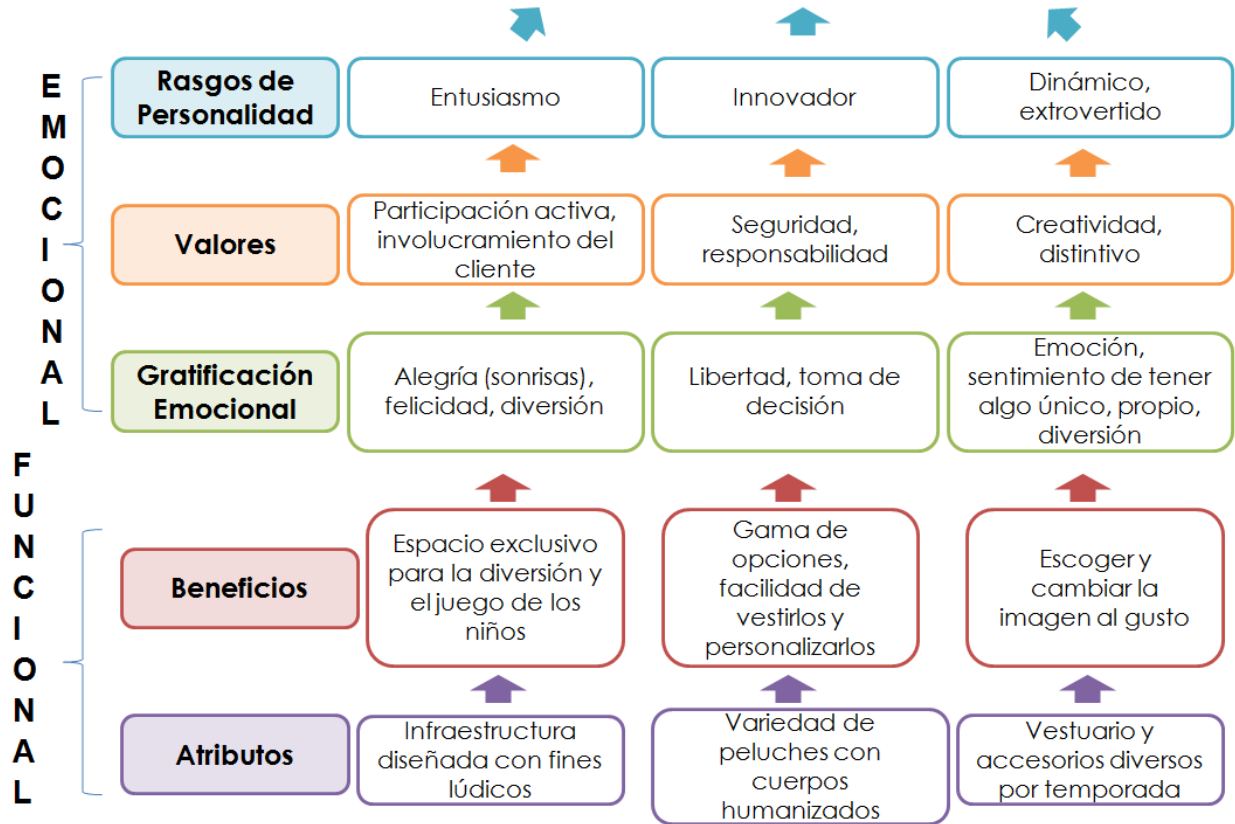 EMOCIONAL
Rasgos de
Personalidad
Entusiasmo
Innovador
Dinámico,
extrovertido
Valores
Participación activa,
involucramiento del
cliente
Seguridad,
responsabilidad
Creatividad,
distintivo
Gratificación
Emocional
Alegría (sonrisas),
felicidad, diversión
Libertad, toma de
decisión
Emoción,
sentimiento de tener
algo único, propio,
diversión
FUNCIONAL
Beneficios
Espacio exclusivo
para la diversión y
el juego de los
niños
Gama de
opciones,
facilidad de
vestirlos y
personalizarlos
Escoger y
cambiar la
imagen al gusto
Atributos
Infraestructura
diseñada con fines
lúdicos
Variedad de
peluches con
cuerpos
humanizados
Vestuario y
accesorios diversos
por temporada